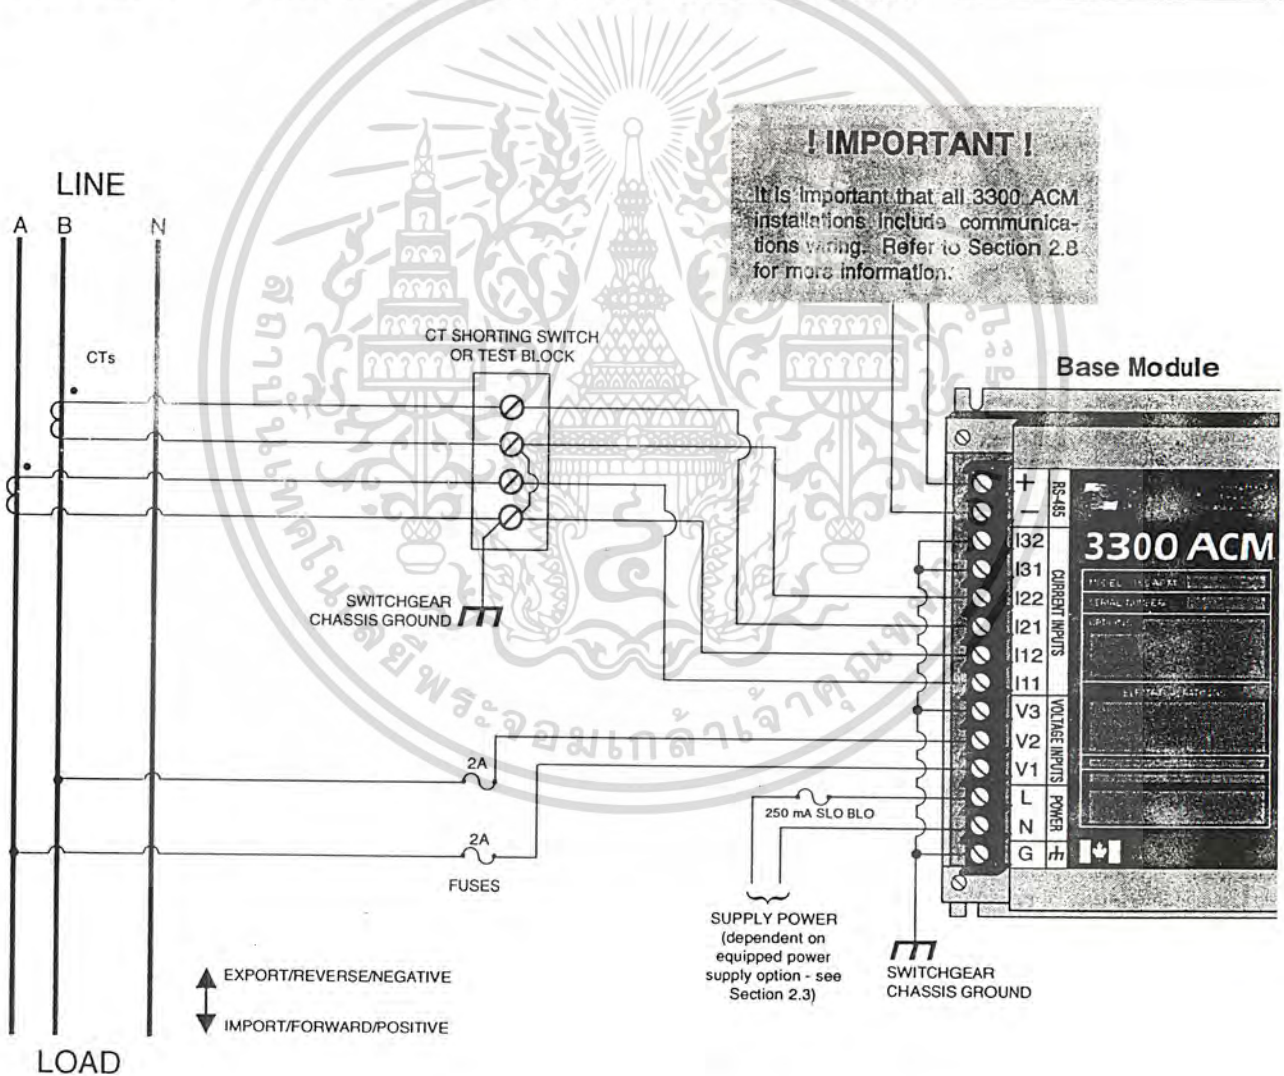 ! IMPORTANT !
It is important that all 3300 ACM
installations include communica-
tions wiring. Refer to Section 2.8
for more information.
LINE
A B N
CTs
CT SHORTING SWITCH
OR TEST BLOCK
SWITCHGEAR
CHASSIS GROUND
Base Module
+
−
RS-485
I32
I31
I22
I21
I12
I11
CURRENT INPUTS
V3
V2
V1
VOLTAGE INPUTS
L
N
POWER
G
3300 ACM
SERIAL NUMBER
2A
2A
FUSES
250 mA SLO BLO
SUPPLY POWER
(dependent on
equipped power
supply option - see
Section 2.3)
SWITCHGEAR
CHASSIS GROUND
EXPORT/REVERSE/NEGATIVE
IMPORT/FORWARD/POSITIVE
LOAD